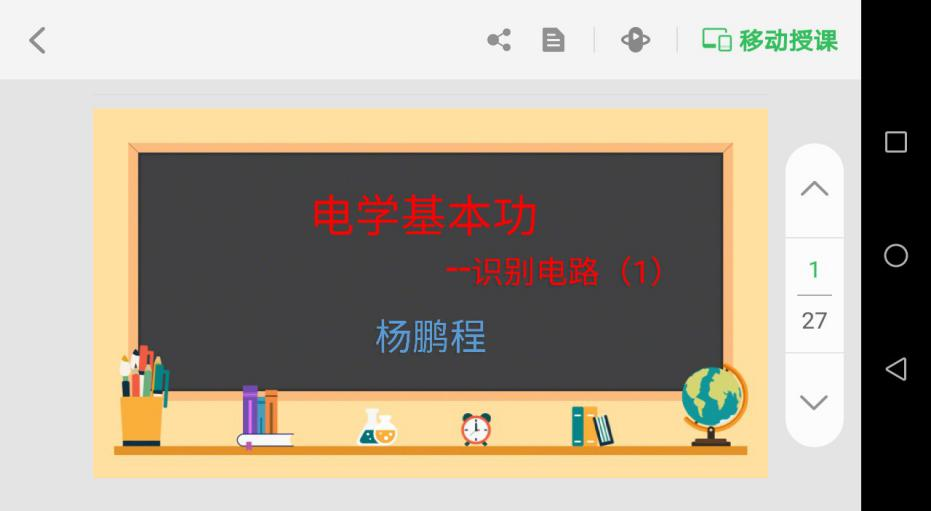 移动授课
电学基本功
--识别电路（1）
杨鹏程
1
27